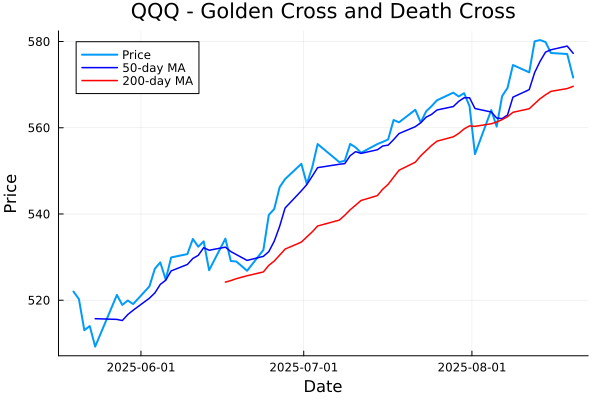 QQQ - Golden Cross and Death Cross
Price
50-day MA
200-day MA
580
560
540
520
Price
2025-06-01
2025-07-01
2025-08-01
Date